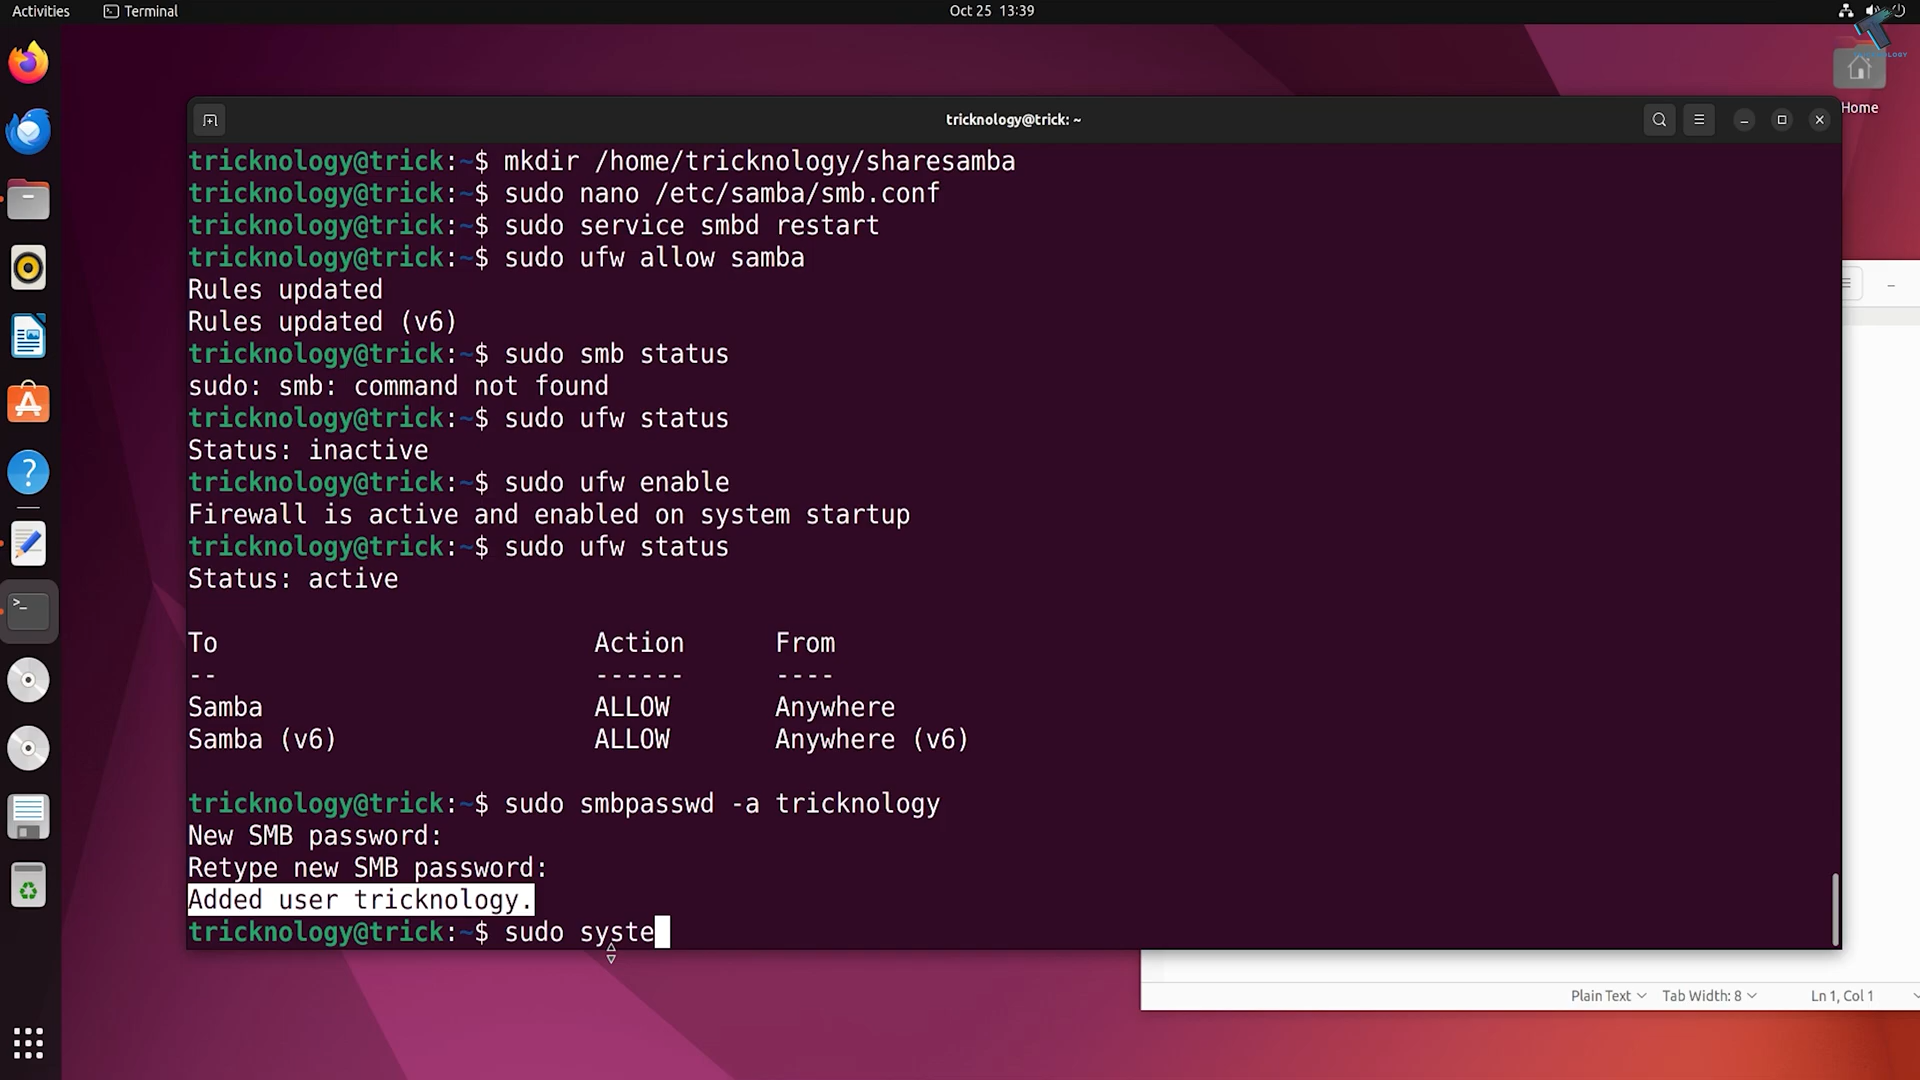 Activities
Terminal
Oct 25 13:39
Home
tricknology@trick: ~
tricknology@trick:~$ mkdir /home/tricknology/sharesamba
tricknology@trick:~$ sudo nano /etc/samba/smb.conf
tricknology@trick:~$ sudo service smbd restart
tricknology@trick:~$ sudo ufw allow samba
Rules updated
Rules updated (v6)
tricknology@trick:~$ sudo smb status
sudo: smb: command not found
tricknology@trick:~$ sudo ufw status
Status: inactive
tricknology@trick:~$ sudo ufw enable
Firewall is active and enabled on system startup
tricknology@trick:~$ sudo ufw status
Status: active
To Action From
-- ------ ----
Samba ALLOW Anywhere
Samba (v6) ALLOW Anywhere (v6)
tricknology@trick:~$ sudo smbpasswd -a tricknology
New SMB password:
Retype new SMB password:
Added user tricknology.
tricknology@trick:~$ sudo syste
Plain Text Tab Width: 8 Ln 1, Col 1